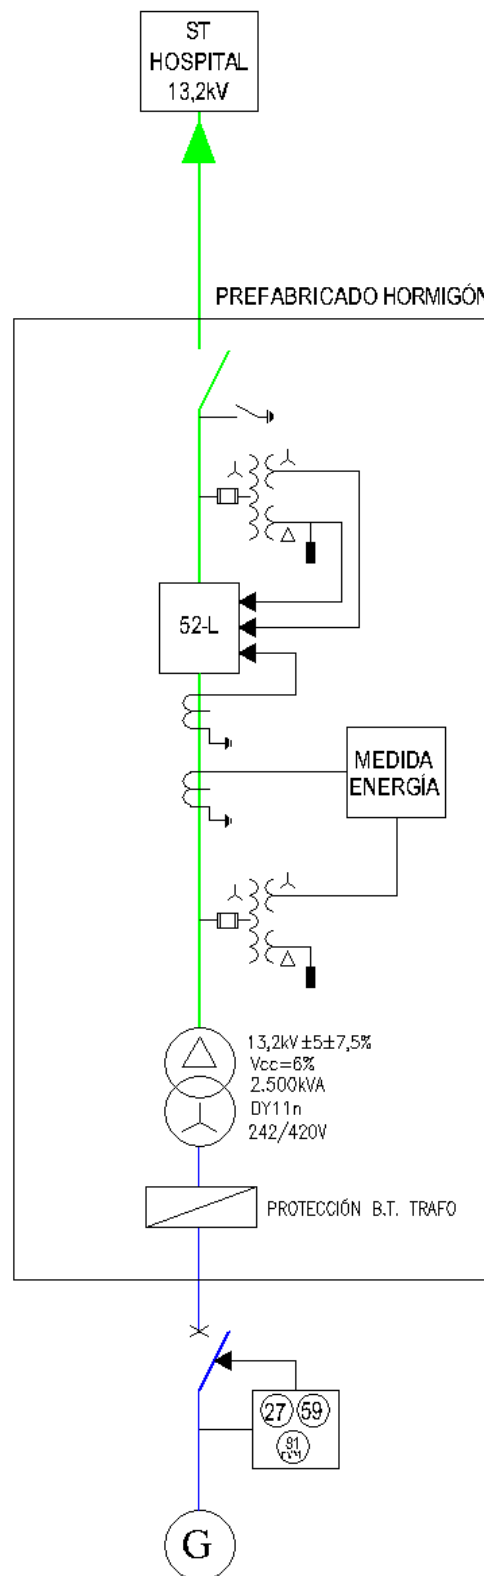 ST
HOSPITAL
13,2kV
PREFABRICADO HORMIGÓN
52-L
MEDIDA
ENERGÍA
13,2kV ±5±7,5%
Vcc=6%
2.500kVA
DY11n
242/420V
PROTECCIÓN B.T. TRAFO
27 59
81
G